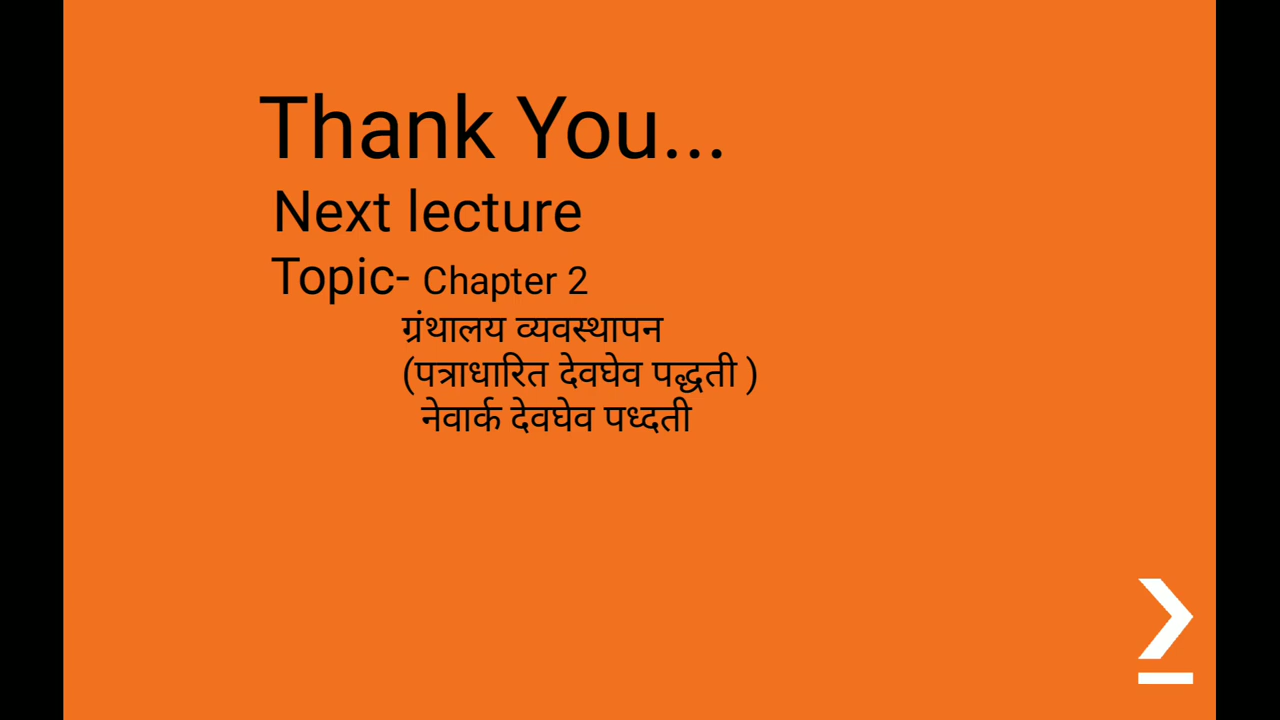 Thank You...
Next lecture
Topic- Chapter 2
ग्रंथालय व्यवस्थापन
(पत्राधारित देवघेव पद्धती )
नेवार्क देवघेव पध्दती